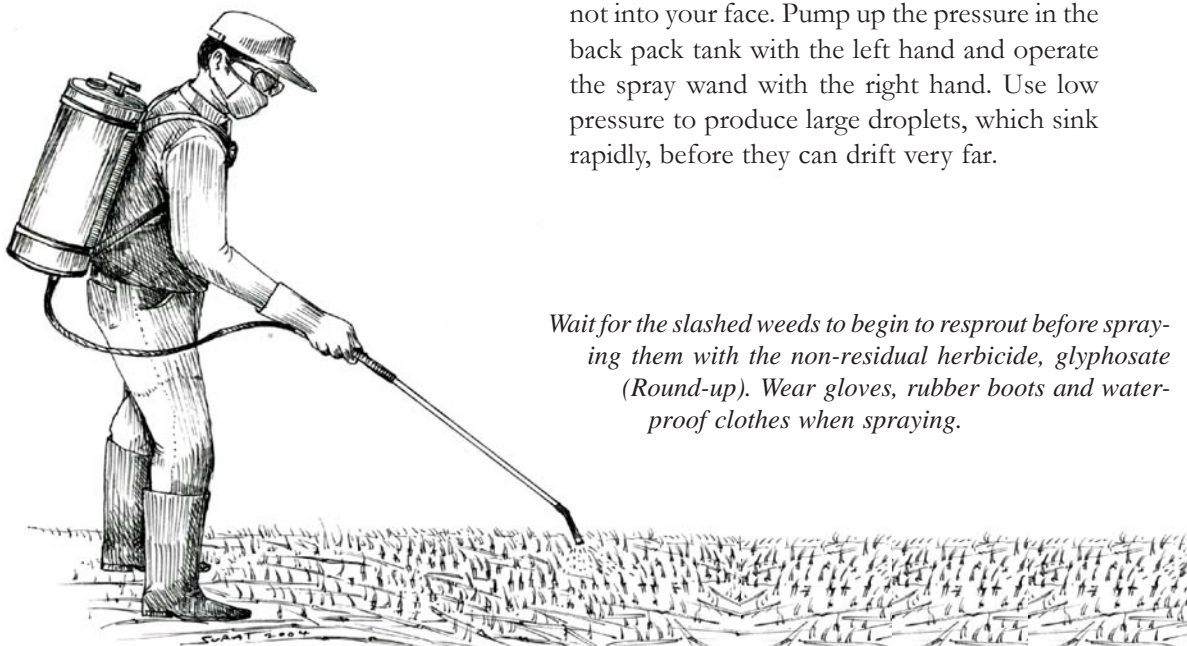 not into your face. Pump up the pressure in the
back pack tank with the left hand and operate
the spray wand with the right hand. Use low
pressure to produce large droplets, which sink
rapidly, before they can drift very far.
Wait for the slashed weeds to begin to resprout before spray-
ing them with the non-residual herbicide, glyphosate
(Round-up). Wear gloves, rubber boots and water-
proof clothes when spraying.
SURAT 2004